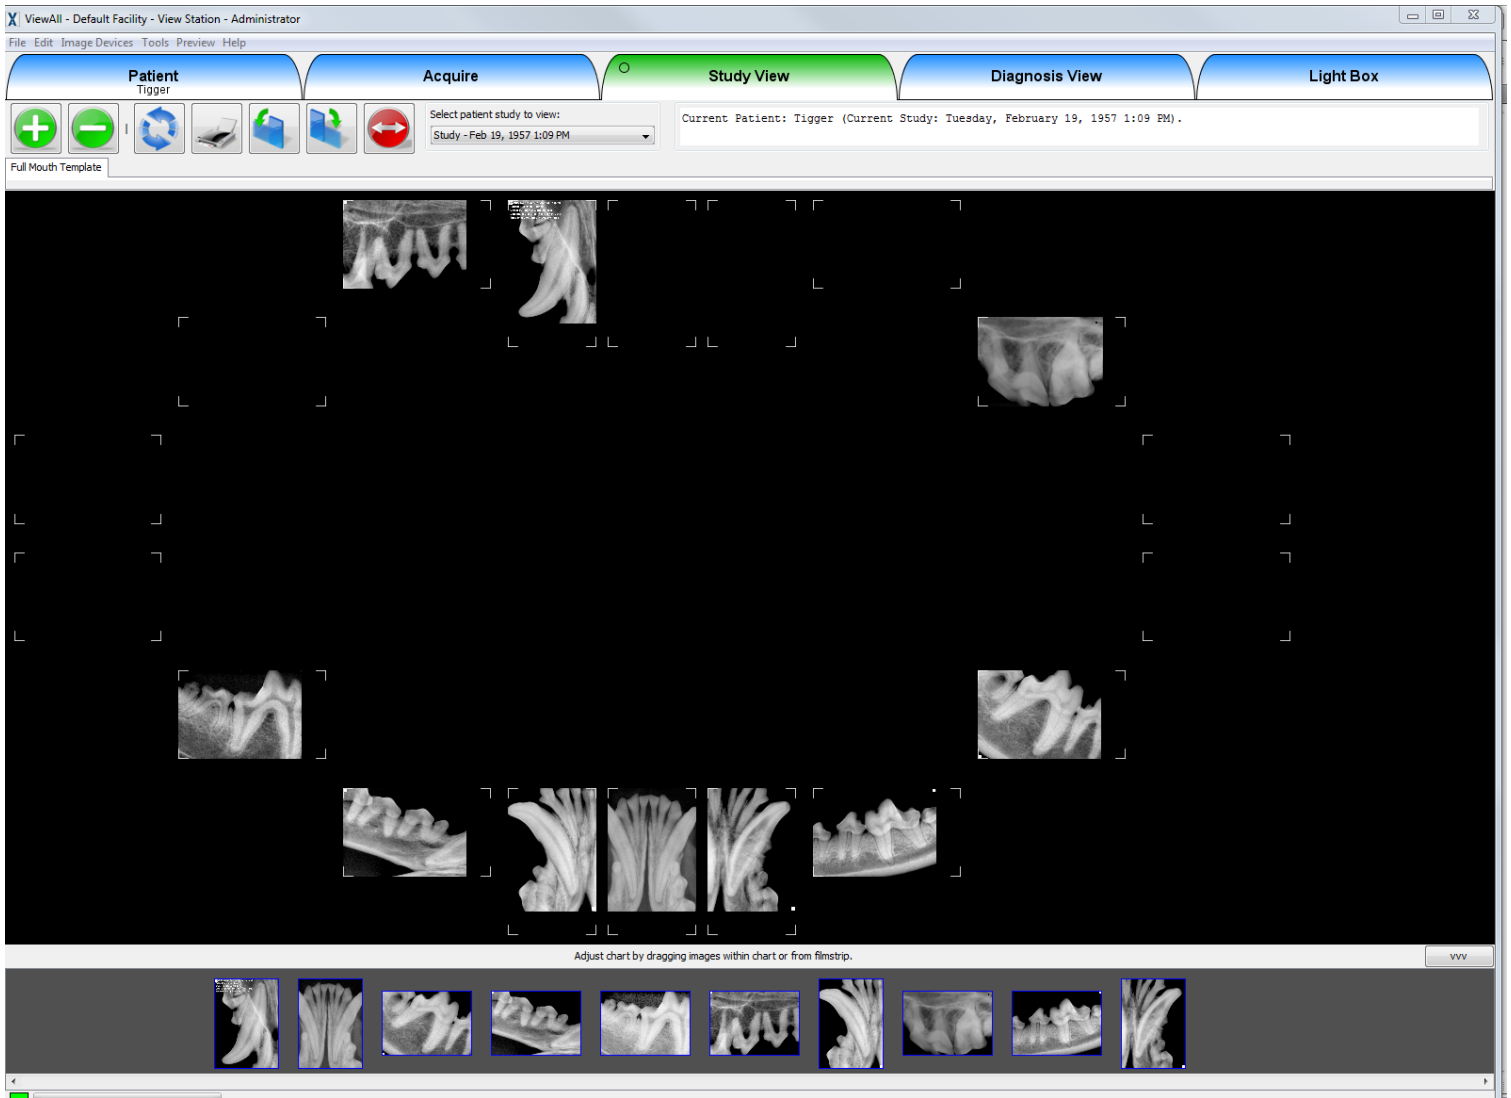 ViewAll - Default Facility - View Station - Administrator
File Edit Image Devices Tools Preview Help
Patient
Tigger
Acquire
Study View
Diagnosis View
Light Box
Select patient study to view:
Study - Feb 19, 1957 1:09 PM
Current Patient: Tigger (Current Study: Tuesday, February 19, 1957 1:09 PM).
Full Mouth Template
Adjust chart by dragging images within chart or from filmstrip.
vvv